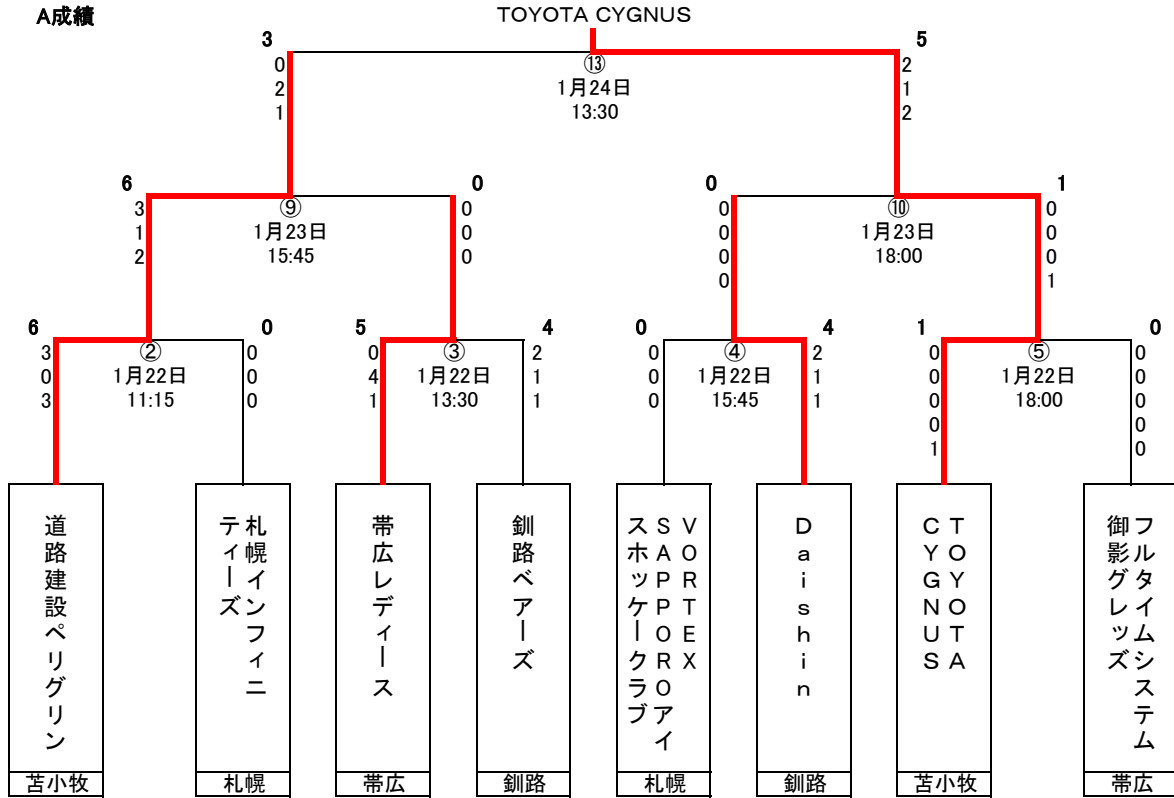 A成績
TOYOTA CYGNUS
3
5
0
2
1
⑬
1月24日
13:30
2
1
2
6
0
0
1
3
1
2
⑨
1月23日
15:45
0
0
0
0
0
0
0
⑩
1月23日
18:00
0
0
0
1
6
0
5
4
0
4
1
0
3
0
3
②
1月22日
11:15
0
0
0
0
4
1
③
1月22日
13:30
2
1
1
0
0
0
④
1月22日
15:45
2
1
1
0
0
0
0
1
⑤
1月22日
18:00
0
0
0
0
0
道路建設ペリグリン
札幌インフィニ
ティーズ
帯広レディース
釧路ベアーズ
VORTEX
SAPPOROアイ
スホッケークラブ
Daishin
TOYOTA
CYGNUS
フルタイムシステム
御影グレッズ
苫小牧
札幌
帯広
釧路
札幌
釧路
苫小牧
帯広